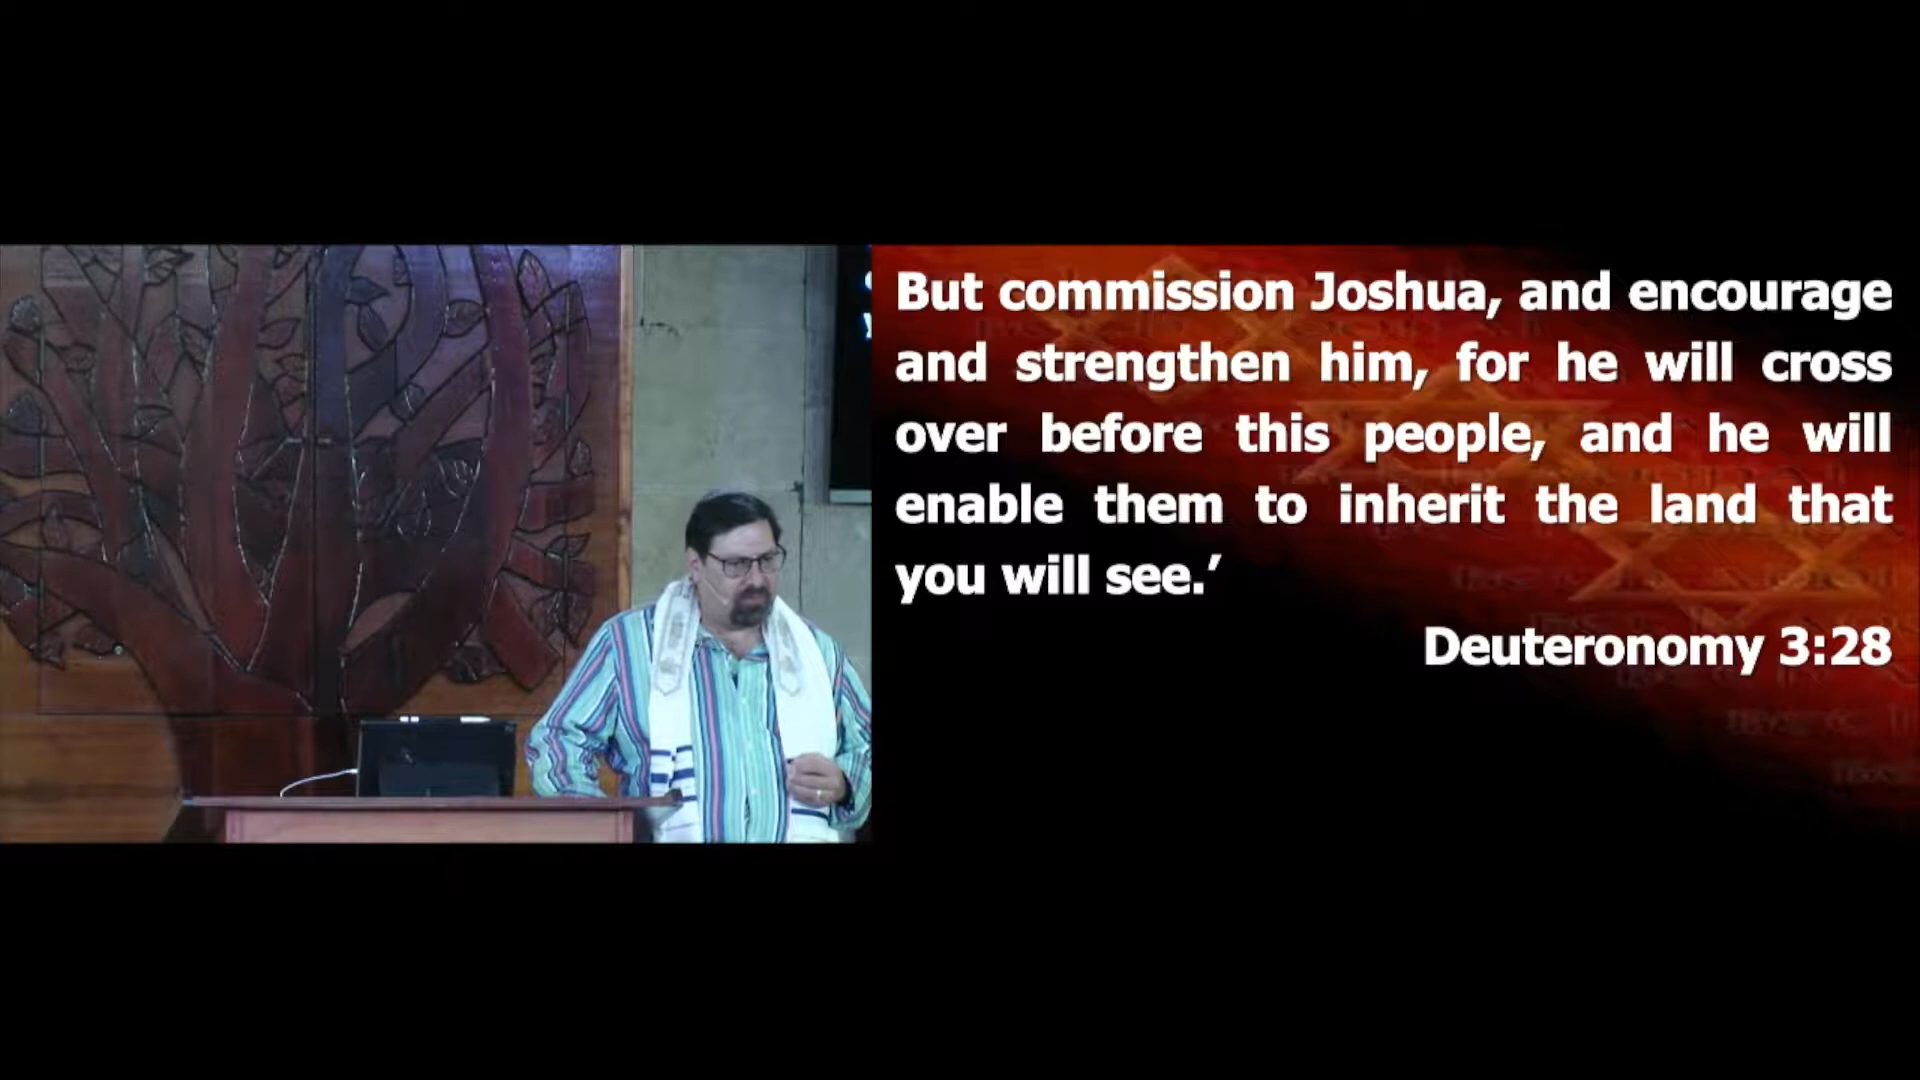 But commission Joshua, and encourage
and strengthen him, for he will cross
over before this people, and he will
enable them to inherit the land that
you will see.’
Deuteronomy 3:28